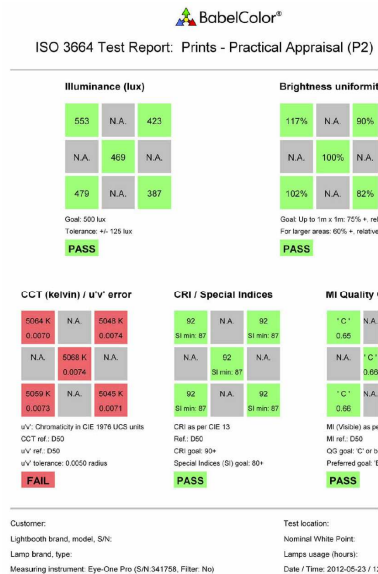 BabelColor®
ISO 3664 Test Report: Prints - Practical Appraisal (P2)
Illuminance (lux)
553 N.A. 423
N.A. 469 N.A.
479 N.A. 387
Goal: 500 lux
Tolerance: +/- 125 lux
PASS
Brightness uniformit
117% N.A. 90%
N.A. 100% N.A.
102% N.A. 82%
Goal: Up to 1m x 1m: 75% +, rel
For larger areas: 60% +, relative
PASS
CCT (kelvin) / u'v' error
5064 K N.A. 5048 K
0.0070 0.0074
N.A. 5068 K N.A.
0.0074
5059 K N.A. 5045 K
0.0073 0.0071
u'v': Chromaticity in CIE 1976 UCS units
CCT ref.: D50
u'v' ref.: D50
u'v' tolerance: 0.0050 radius
FAIL
CRI / Special Indices
92 N.A. 92
SI min: 87 SI min: 87
N.A. 92 N.A.
SI min: 87
92 N.A. 92
SI min: 87 SI min: 87
CRI as per CIE 13
Ref.: D50
CRI goal: 90+
Special Indices (SI) goal: 80+
PASS
MI Quality
" C " N.A.
0.65
N.A. " C "
0.66
" C " N.A.
0.66
MI (Visible) as pe
MI ref.: D50
QG goal: 'C' or b
Preferred goal: 'B
PASS
Customer:
Lightbooth brand, model, S/N:
Lamp brand, type:
Measuring instrument: Eye-One Pro (S/N:341758, Filter: No)
Test location:
Nominal White Point:
Lamps usage (hours):
Date / Time: 2012-05-23 / 12